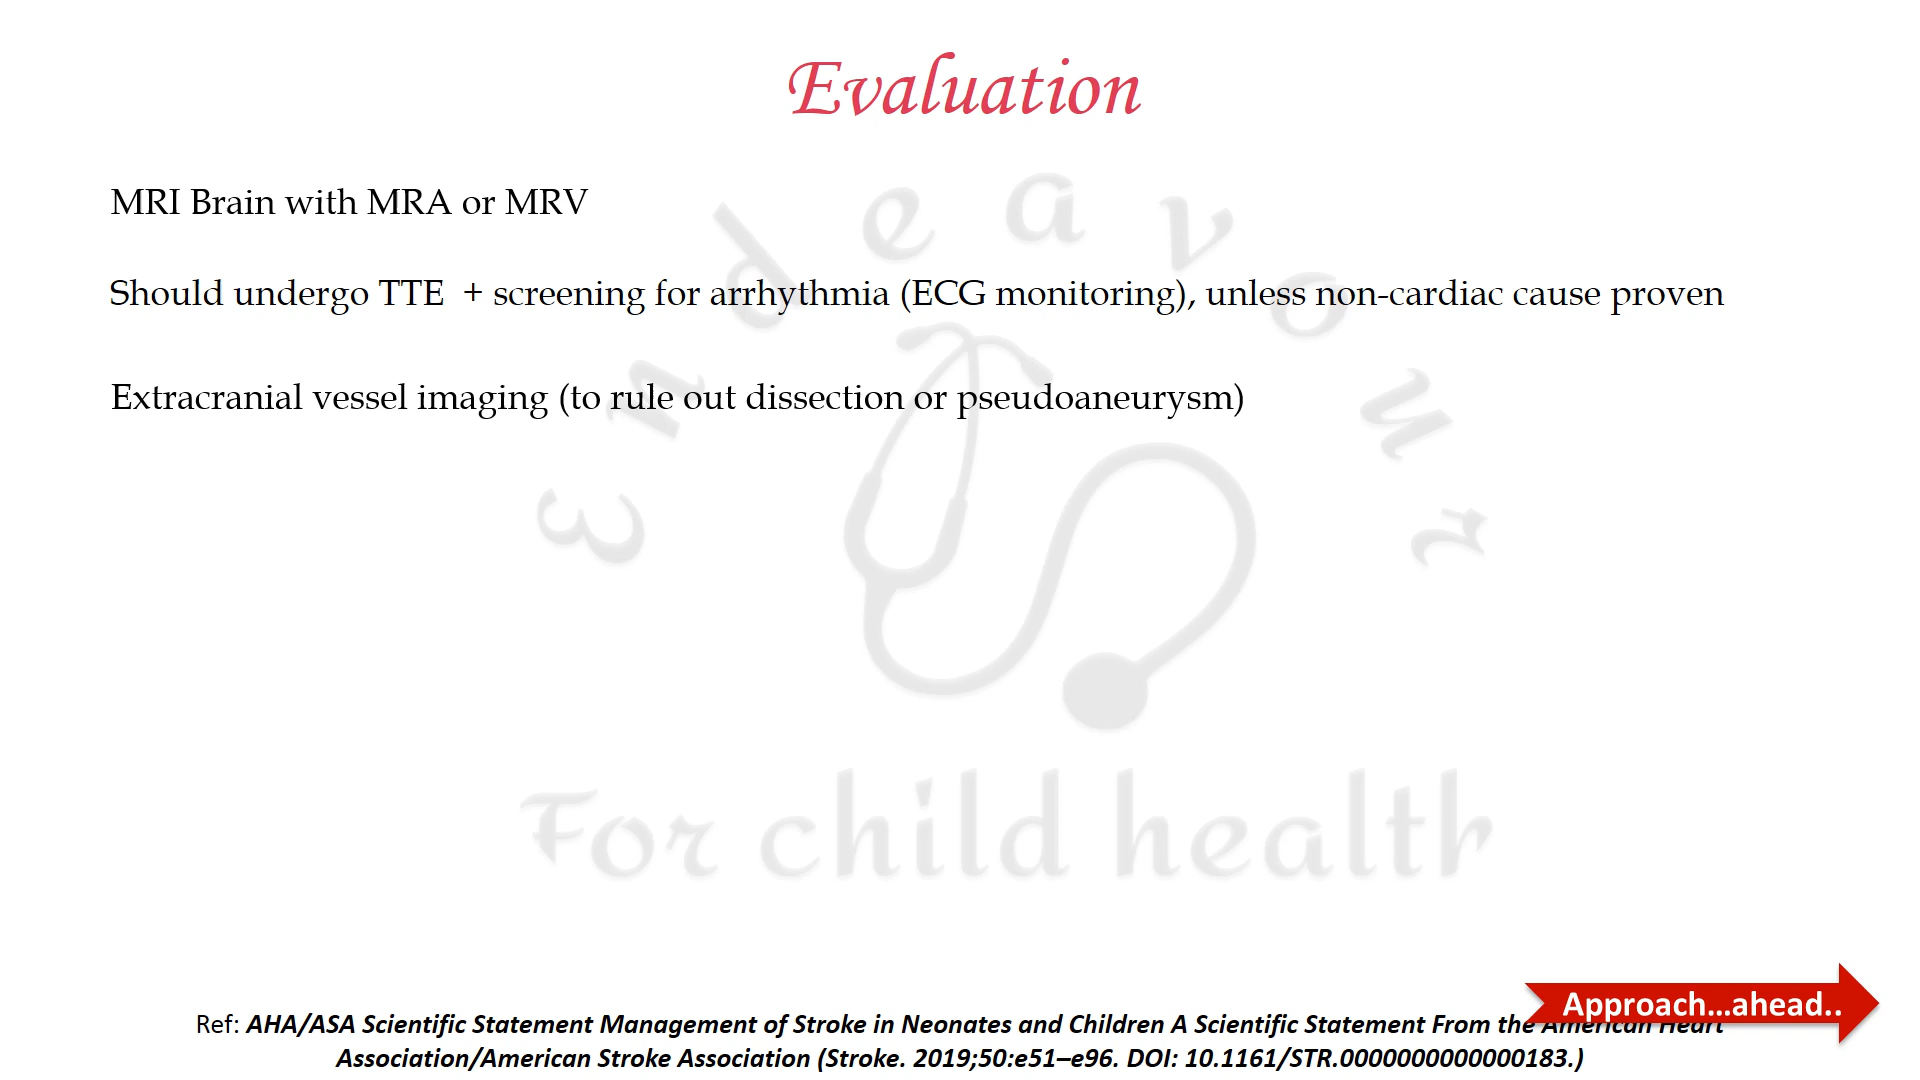 Evaluation
MRI Brain with MRA or MRV
Should undergo TTE + screening for arrhythmia (ECG monitoring), unless non-cardiac cause proven
Extracranial vessel imaging (to rule out dissection or pseudoaneurysm)
Endeavour
For child health
Approach...ahead..
Ref: AHA/ASA Scientific Statement Management of Stroke in Neonates and Children A Scientific Statement From the American Heart
Association/American Stroke Association (Stroke. 2019;50:e51–e96. DOI: 10.1161/STR.0000000000000183.)